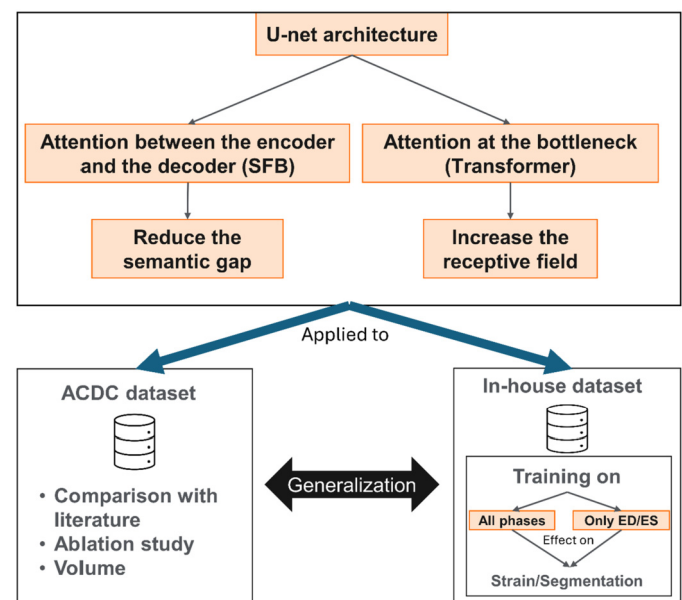 U-net architecture
Attention between the encoder
and the decoder (SFB)
Attention at the bottleneck
(Transformer)
Reduce the
semantic gap
Increase the
receptive field
Applied to
ACDC dataset
• Comparison with
literature
• Ablation study
• Volume
Generalization
In-house dataset
Training on
All phases
Only ED/ES
Effect on
Strain/Segmentation